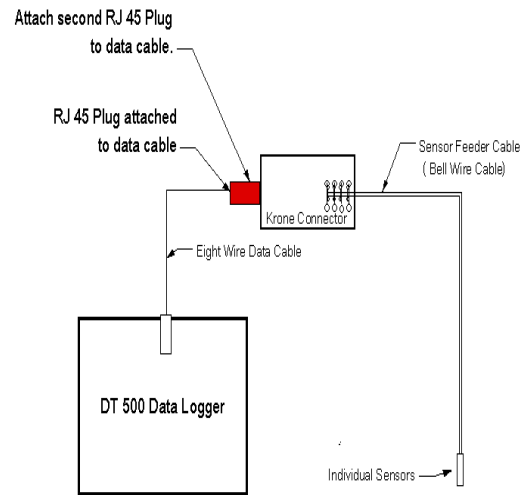 Attach second RJ 45 Plug
to data cable.
RJ 45 Plug attached
to data cable
Sensor Feeder Cable
( Bell Wire Cable)
Krone Connector
Eight Wire Data Cable
DT 500 Data Logger
Individual Sensors